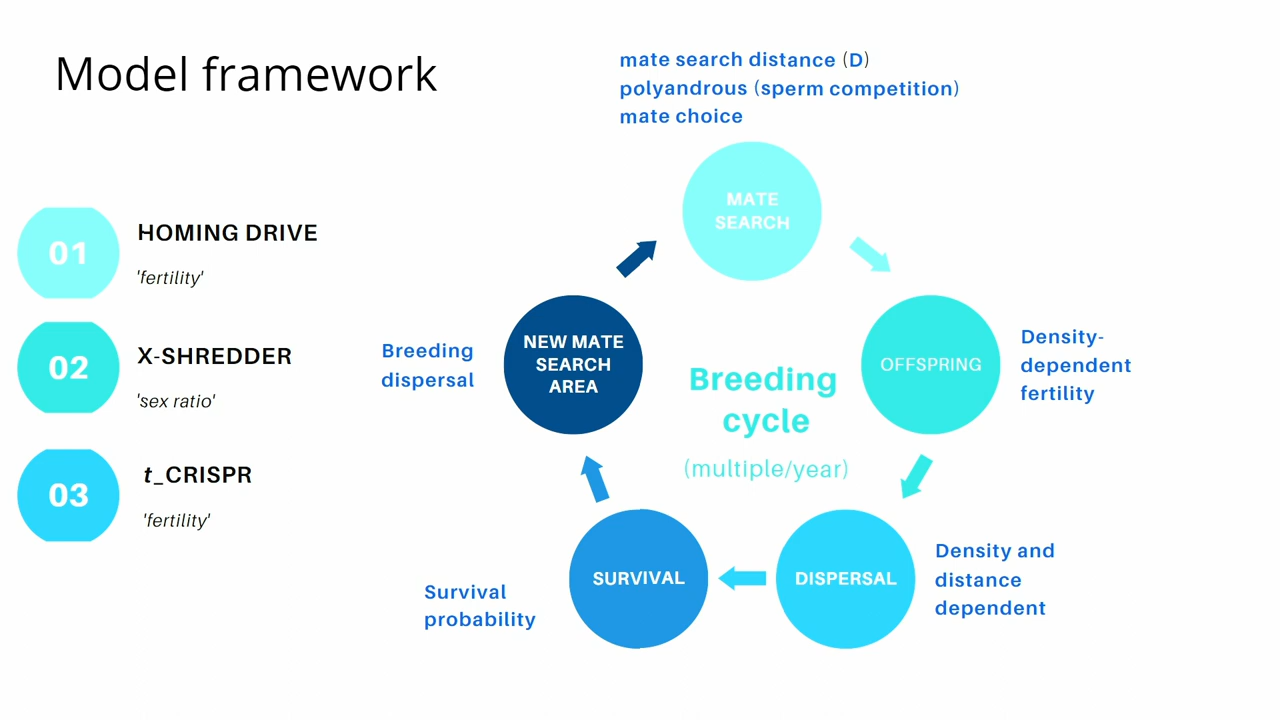 Model framework
01
HOMING DRIVE
'fertility'
02
X-SHREDDER
'sex ratio'
03
t_CRISPR
'fertility'
mate search distance (D)
polyandrous (sperm competition)
mate choice
MATE
SEARCH
OFFSPRING
Density-
dependent
fertility
DISPERSAL
Density and
distance
dependent
SURVIVAL
Survival
probability
NEW MATE
SEARCH
AREA
Breeding
dispersal
Breeding
cycle
(multiple/year)